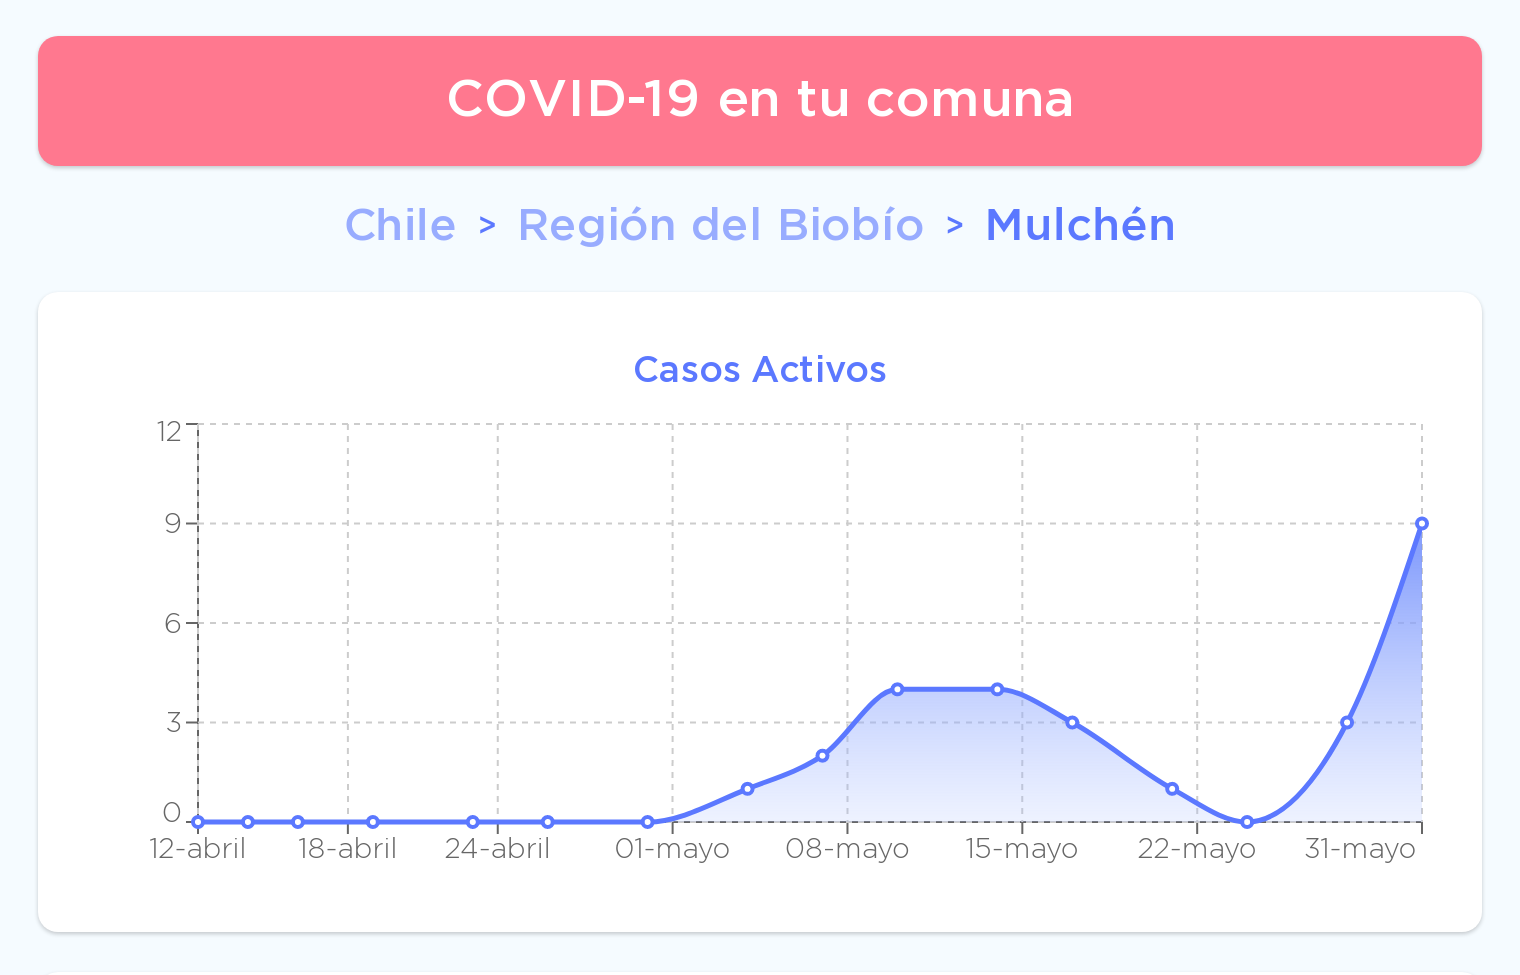 COVID-19 en tu comuna
Chile > Región del Biobío > Mulchén
Casos Activos
12
9
6
3
0
12-abril 18-abril 24-abril 01-mayo 08-mayo 15-mayo 22-mayo 31-mayo